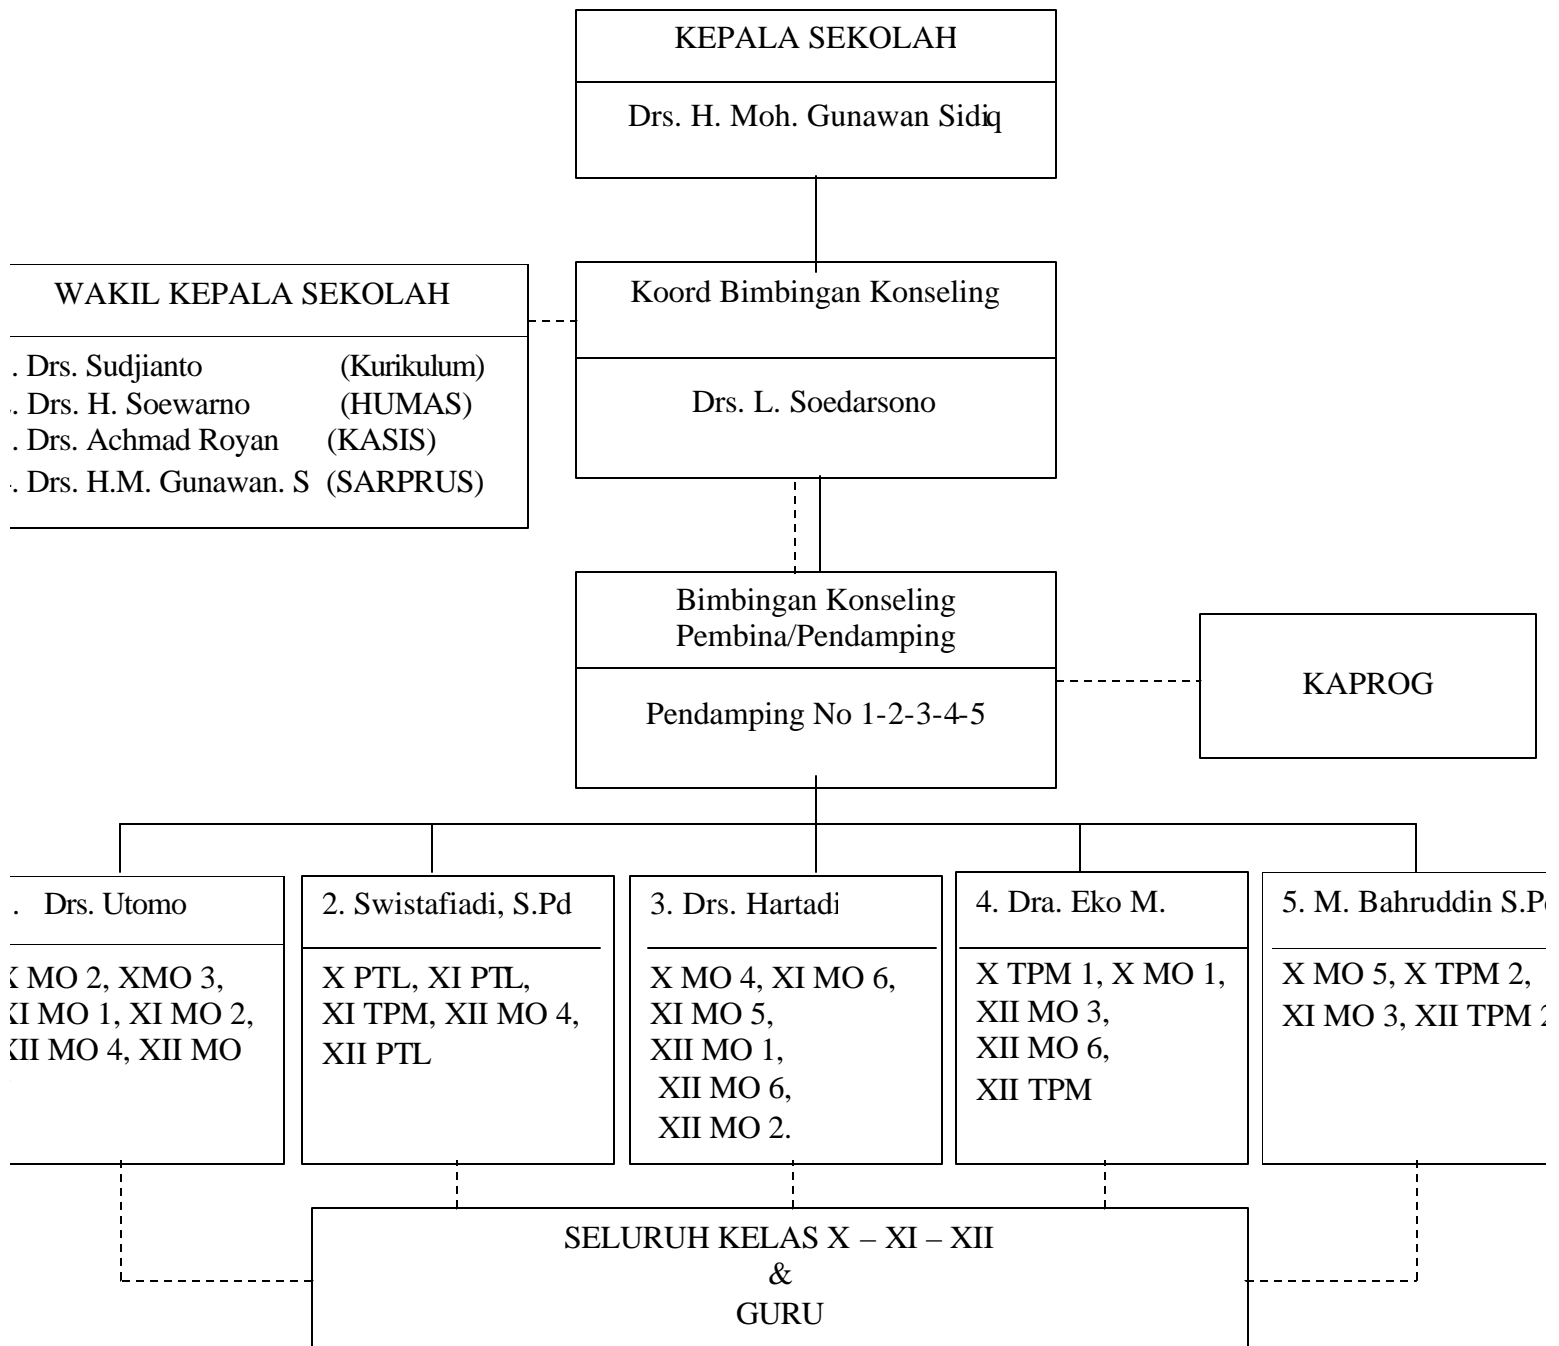 KEPALA SEKOLAH
Drs. H. Moh. Gunawan Sidiq
WAKIL KEPALA SEKOLAH
. Drs. Sudjianto (Kurikulum)
. Drs. H. Soewarno (HUMAS)
. Drs. Achmad Royan (KASIS)
. Drs. H.M. Gunawan. S (SARPRUS)
Koord Bimbingan Konseling
Drs. L. Soedarsono
Bimbingan Konseling
Pembina/Pendamping
Pendamping No 1-2-3-4-5
KAPROG
. Drs. Utomo
X MO 2, XMO 3,
XI MO 1, XI MO 2,
XII MO 4, XII MO
2. Swistafiadi, S.Pd
X PTL, XI PTL,
XI TPM, XII MO 4,
XII PTL
3. Drs. Hartadi
X MO 4, XI MO 6,
XI MO 5,
XII MO 1,
XII MO 6,
XII MO 2.
4. Dra. Eko M.
X TPM 1, X MO 1,
XII MO 3,
XII MO 6,
XII TPM
5. M. Bahruddin S.Pd
X MO 5, X TPM 2,
XI MO 3, XII TPM 2
SELURUH KELAS X – XI – XII
&
GURU